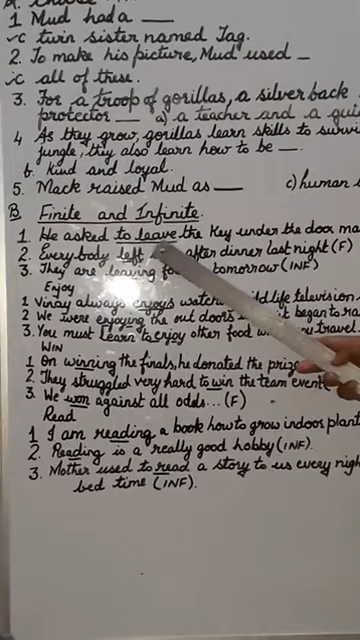 1 Mud had a ___
c twin sister named Tag.
2. To make his picture, Mud used _
c all of these.
3. For a troop of gorillas, a silver back
protector ___ a) a teacher and a
4 As they grow, gorillas learn skills to
jungle, they also learn how to be __.
b. Kind and loyal.
5. Mack raised Mud as ___ c) human
B Finite and Infinite.
1. He asked to leave the Key under the door
2. Everybody left after dinner last night (F)
3. They are leaving tomorrow (INF)
Enjoy
1 Vinay always enjoys life television
2 We were enjoying the out doors began to
3. You must learn to enjoy other food travel.
WIN
1 On winning the finals, he donated the
2. They struggled very hard to win the team event
3. We won against all odds... (F)
Read
1 I am reading a book how to grow indoor
2. Reading is a really good hobby (INF).
3. Mother used to read a story to us every
bed time (INF).